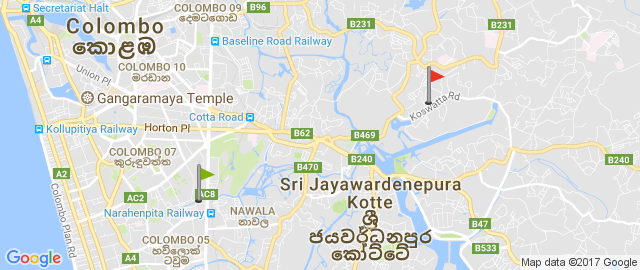 Secretariat Halt
COLOMBO 09
දෙමටගොඩ
B96
B231
B231
A4
Colombo
කොළඹ
Baseline Road Railway
Union Pl
COLOMBO 10
මරදාන
Gangaramaya Temple
Koswatta Rd
Cotta Road
Kollupitiya Railway
Horton Pl
B62
B469
COLOMBO 07
කුරුඳුවත්ත
A2
B470
B240
B240
AC2
AC8
Sri Jayawardenepura
Kotte
ශ්‍රී
ජයවර්ධනපුර
කෝට්ටේ
Narahenpita Railway
NAWALA
නාවල
B47
Colombo Plan Rd
COLOMBO 05
හව්ලොක්
ටවුම
B533
Google
Map data ©2017 Google